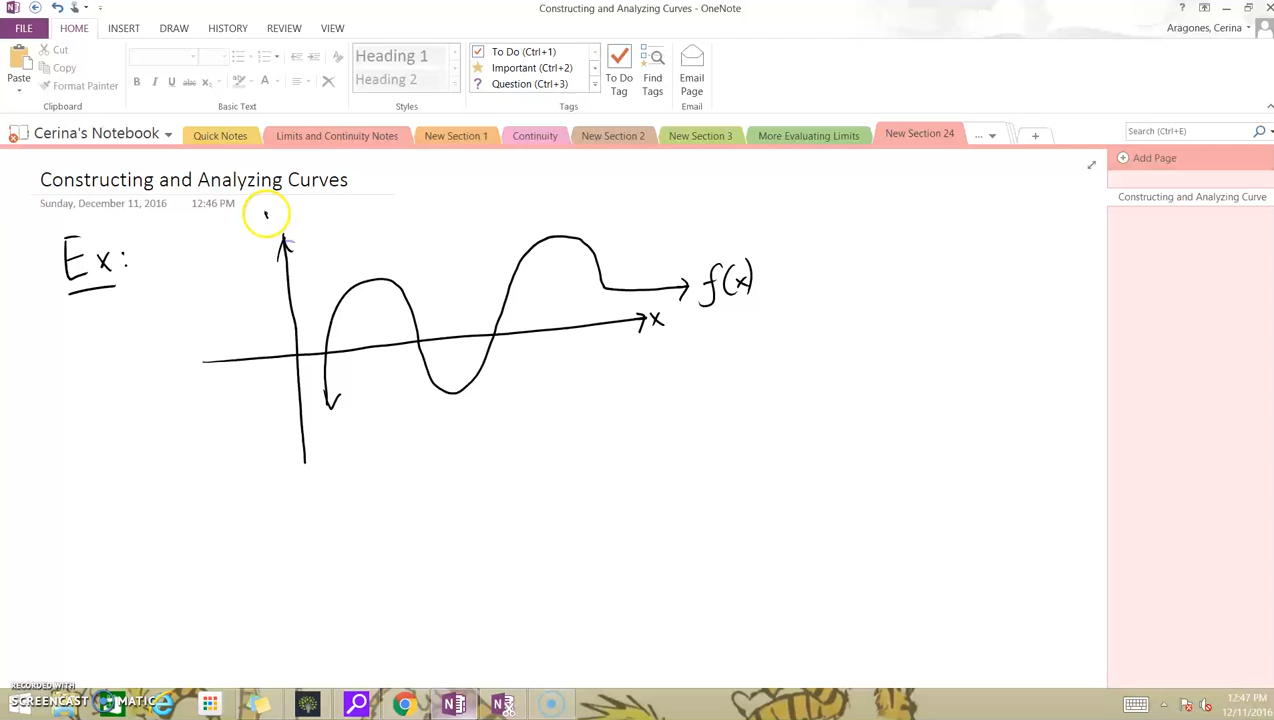 Constructing and Analyzing Curves - OneNote
FILE HOME INSERT DRAW HISTORY REVIEW VIEW
Aragones, Cerina
Paste
Cut
Copy
Format Painter
Clipboard
B I U abc x₂ A
Basic Text
Heading 1
Heading 2
Styles
To Do (Ctrl+1)
Important (Ctrl+2)
Question (Ctrl+3)
Tags
To Do Tag
Find Tags
Email Page
Email
Cerina's Notebook
Quick Notes Limits and Continuity Notes New Section 1 Continuity New Section 2 New Section 3 More Evaluating Limits New Section 24 ...
Search (Ctrl+E)
Constructing and Analyzing Curves
Sunday, December 11, 2016 12:46 PM
Add Page
Constructing and Analyzing Curve
Ex:
f(x)
x
RECORDED WITH
SCREENCAST MATIC
12:47 PM
12/11/2016